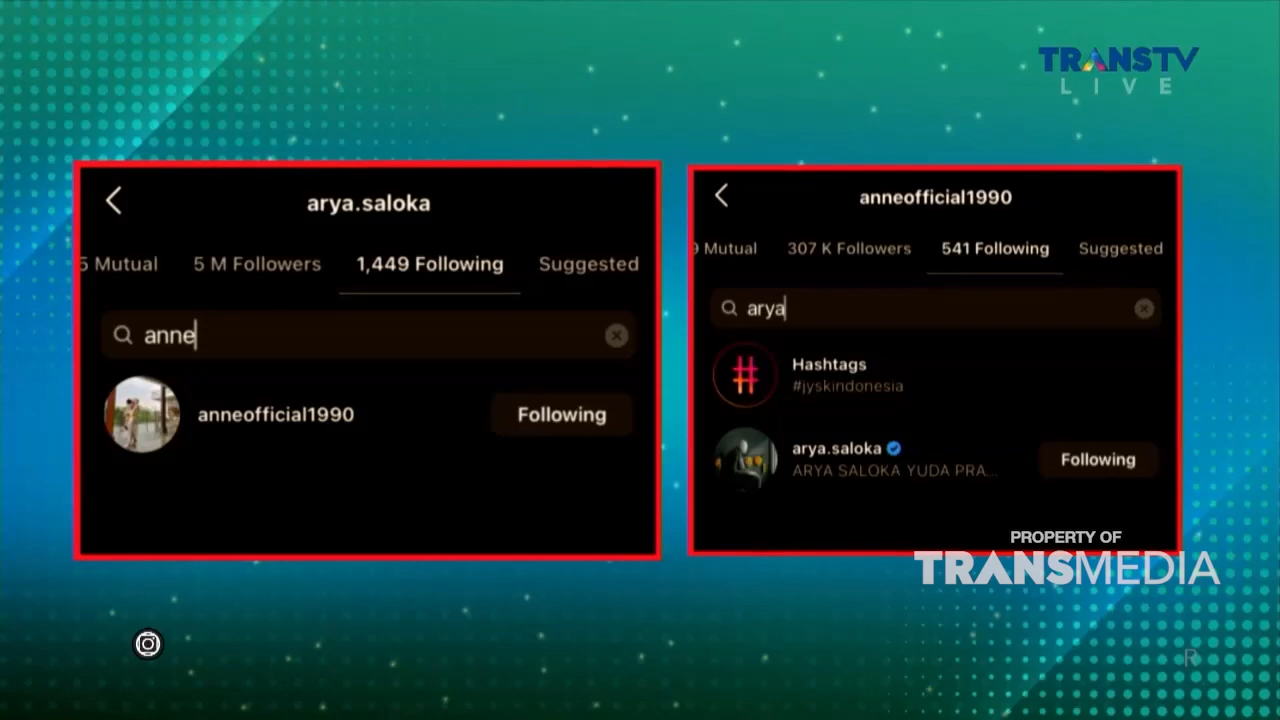 TRANSTV
LIVE
arya.saloka
5 Mutual 5 M Followers 1,449 Following Suggested
anne
anneofficial1990 Following
anneofficial1990
9 Mutual 307 K Followers 541 Following Suggested
arya
Hashtags
#jyskindonesia
arya.saloka
ARYA SALOKA YUDA PRA...
Following
PROPERTY OF
TRANSMEDIA
R